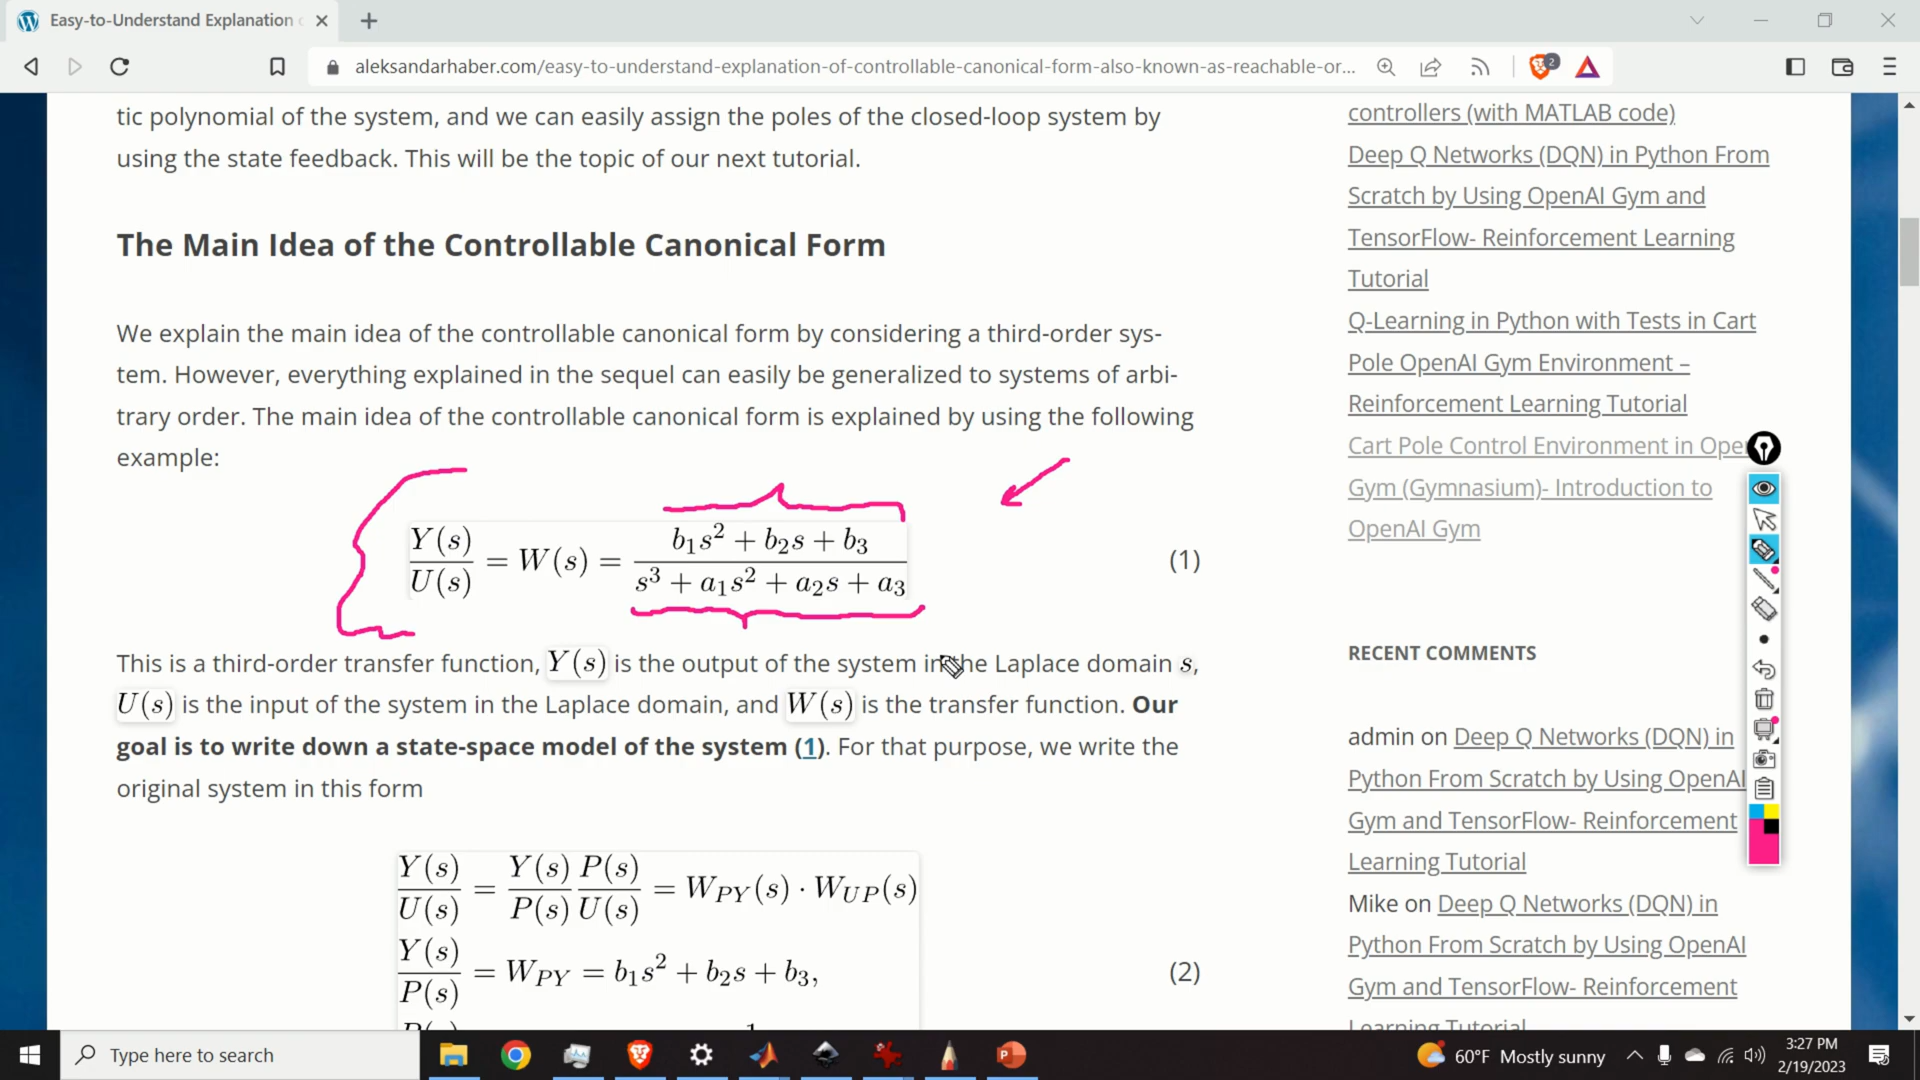 Easy-to-Understand Explanation o
aleksandarhaber.com/easy-to-understand-explanation-of-controllable-canonical-form-also-known-as-reachable-or...
2
tic polynomial of the system, and we can easily assign the poles of the closed-loop system by
using the state feedback. This will be the topic of our next tutorial.
The Main Idea of the Controllable Canonical Form
We explain the main idea of the controllable canonical form by considering a third-order sys-
tem. However, everything explained in the sequel can easily be generalized to systems of arbi-
trary order. The main idea of the controllable canonical form is explained by using the following
example:
Y(s)/U(s) = W(s) = (b₁s² + b₂s + b₃)/(s³ + a₁s² + a₂s + a₃) (1)
This is a third-order transfer function, Y(s) is the output of the system in the Laplace domain s,
U(s) is the input of the system in the Laplace domain, and W(s) is the transfer function. Our
goal is to write down a state-space model of the system (1). For that purpose, we write the
original system in this form
Y(s)/U(s) = Y(s)/P(s) P(s)/U(s) = W_PY(s) · W_UP(s)
Y(s)/P(s) = W_PY = b₁s² + b₂s + b₃, (2)
controllers (with MATLAB code)
Deep Q Networks (DQN) in Python From
Scratch by Using OpenAI Gym and
TensorFlow- Reinforcement Learning
Tutorial
Q-Learning in Python with Tests in Cart
Pole OpenAI Gym Environment –
Reinforcement Learning Tutorial
Cart Pole Control Environment in Ope
Gym (Gymnasium)- Introduction to
OpenAI Gym
RECENT COMMENTS
admin on Deep Q Networks (DQN) in
Python From Scratch by Using OpenAI
Gym and TensorFlow- Reinforcement
Learning Tutorial
Mike on Deep Q Networks (DQN) in
Python From Scratch by Using OpenAI
Gym and TensorFlow- Reinforcement
Learning Tutorial
Type here to search
60°F Mostly sunny
3:27 PM
2/19/2023